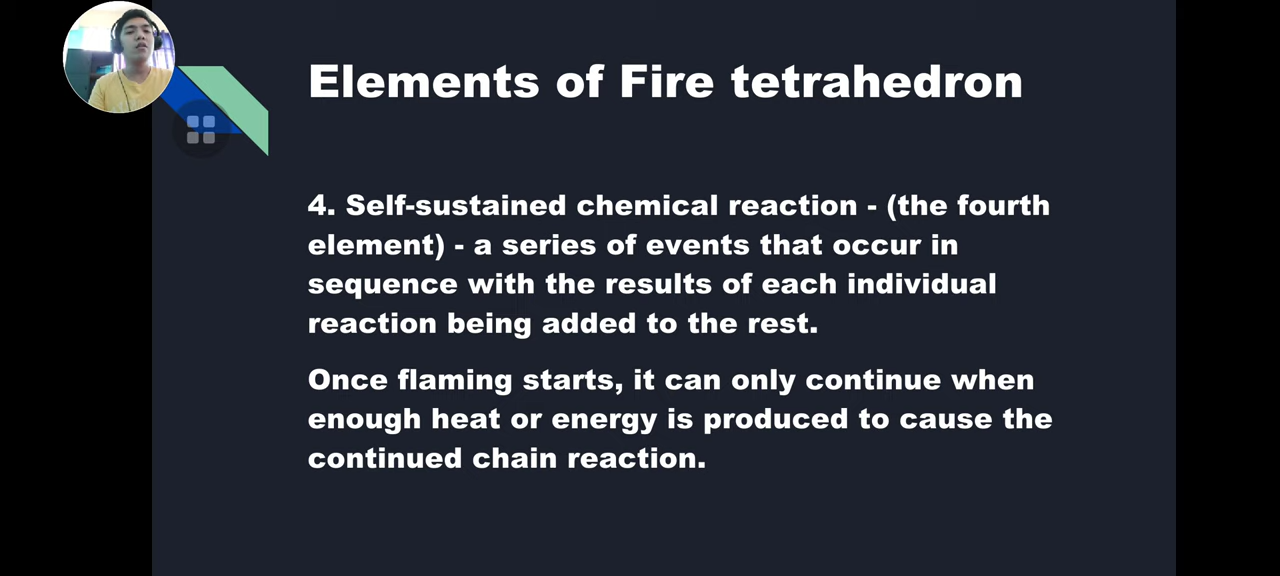 Elements of Fire tetrahedron
4. Self-sustained chemical reaction - (the fourth
element) - a series of events that occur in
sequence with the results of each individual
reaction being added to the rest.
Once flaming starts, it can only continue when
enough heat or energy is produced to cause the
continued chain reaction.